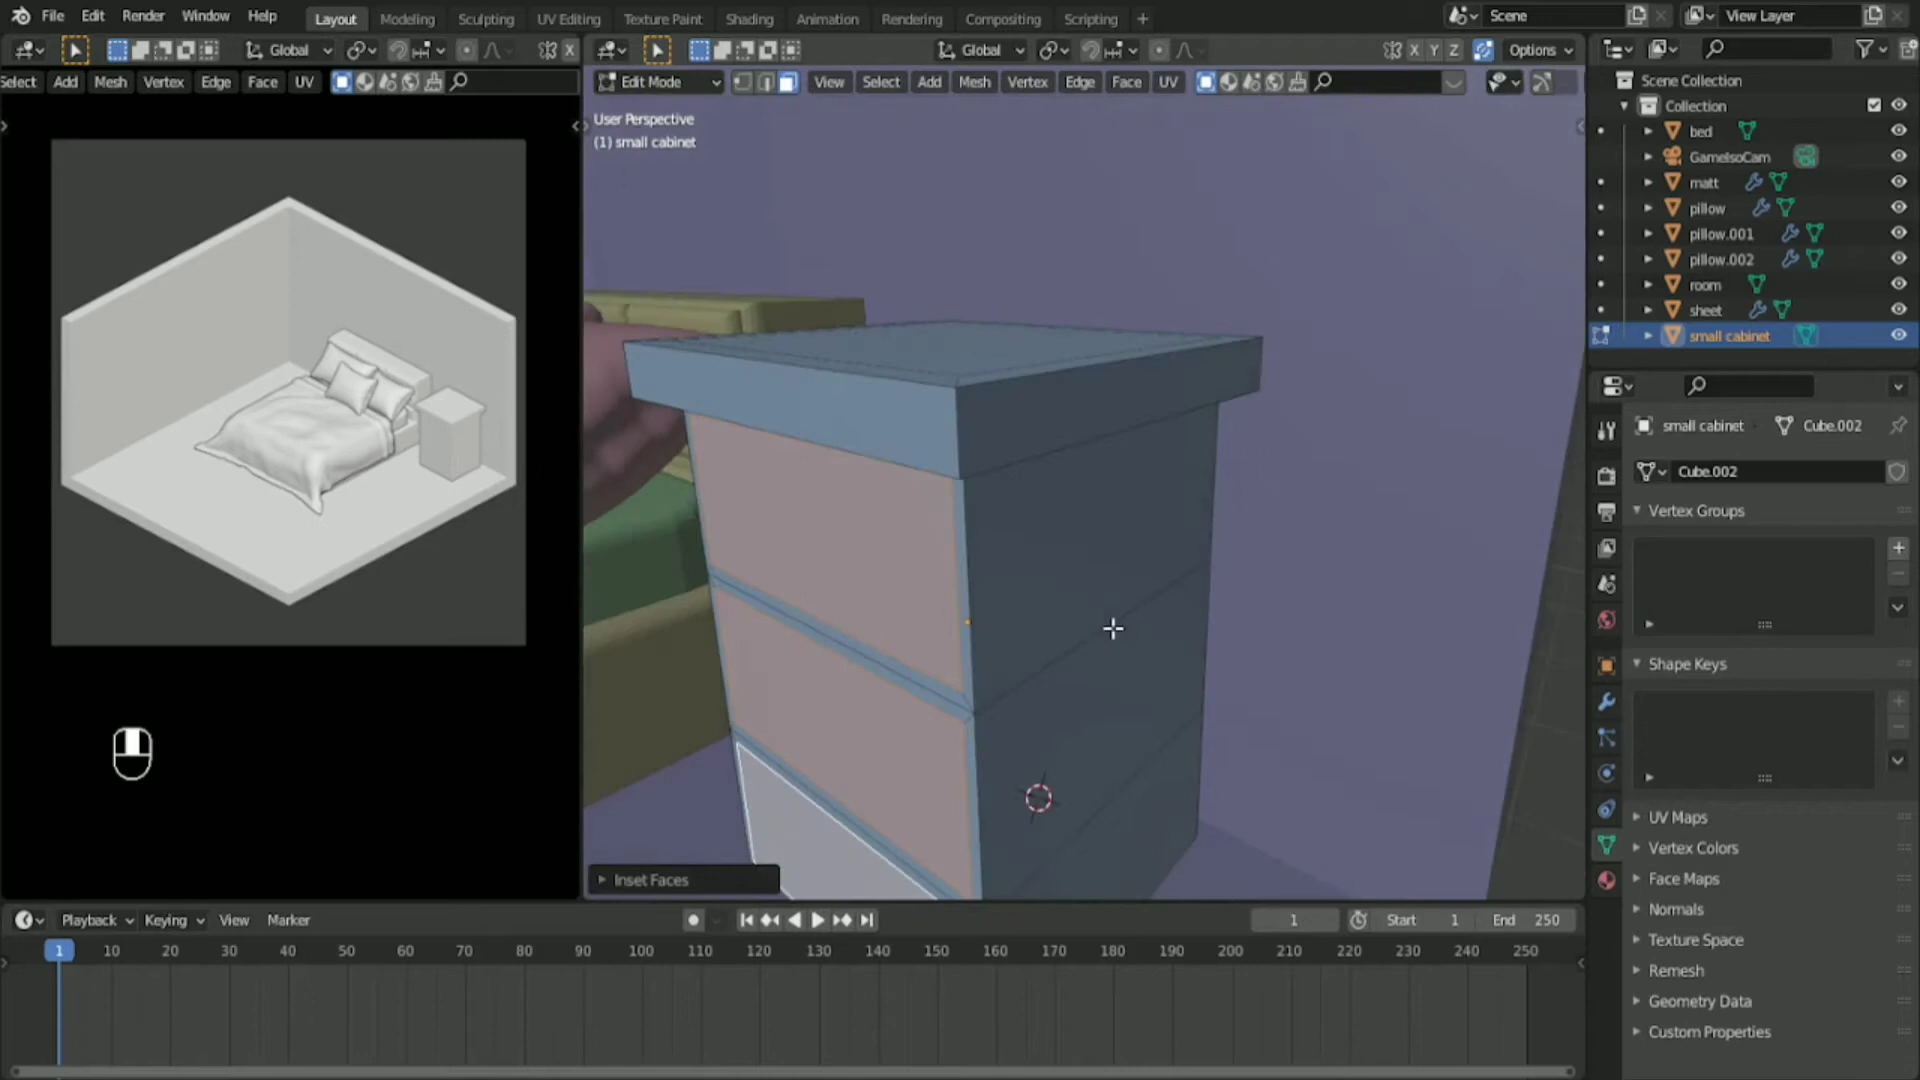 File Edit Render Window Help Layout Modeling Sculpting UV Editing Texture Paint Shading Animation Rendering Compositing Scripting + Scene View Layer
Global X Global X Y Z Options
Select Add Mesh Vertex Edge Face UV Edit Mode View Select Add Mesh Vertex Edge Face UV
User Perspective
(1) small cabinet
Scene Collection
Collection
bed
GameIsoCam
matt
pillow
pillow.001
pillow.002
room
sheet
small cabinet
small cabinet Cube.002
Cube.002
Vertex Groups
Shape Keys
UV Maps
Vertex Colors
Face Maps
Normals
Texture Space
Remesh
Geometry Data
Custom Properties
Inset Faces
Playback Keying View Marker 1 Start 1 End 250
1 10 20 30 40 50 60 70 80 90 100 110 120 130 140 150 160 170 180 190 200 210 220 230 240 250